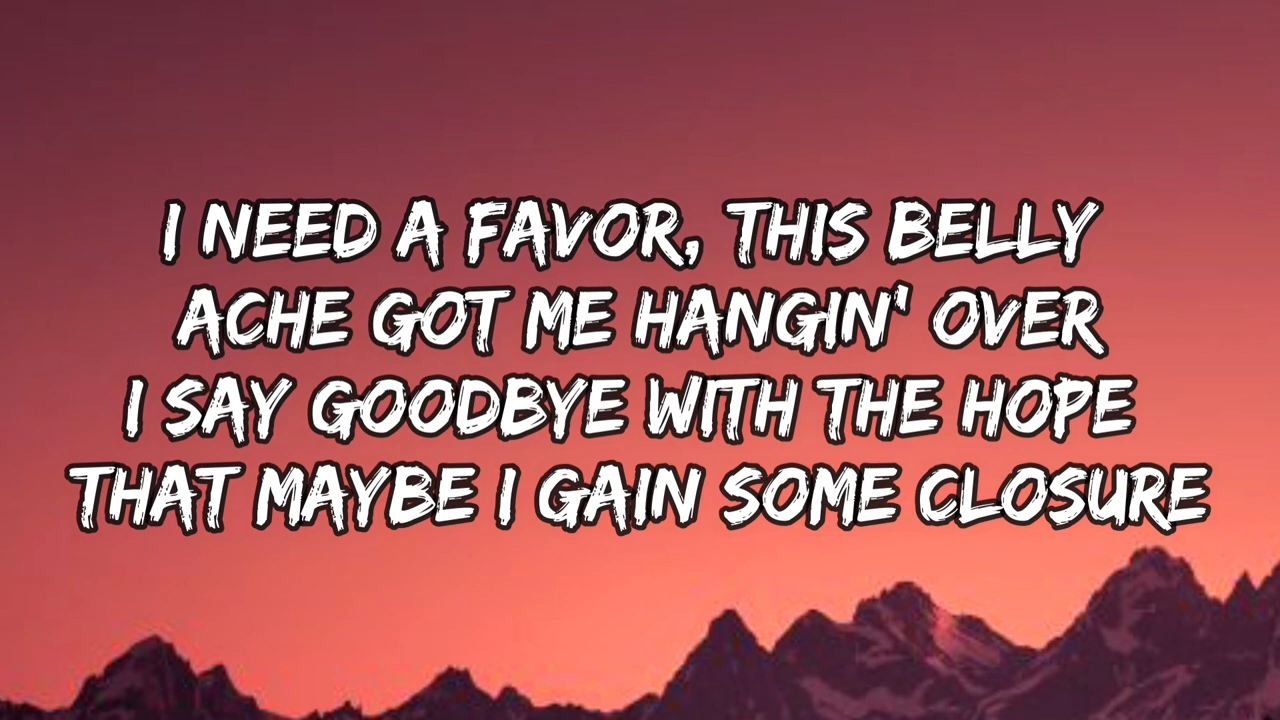 I NEED A FAVOR, THIS BELLY
ACHE GOT ME HANGIN' OVER
I SAY GOODBYE WITH THE HOPE
THAT MAYBE I GAIN SOME CLOSURE